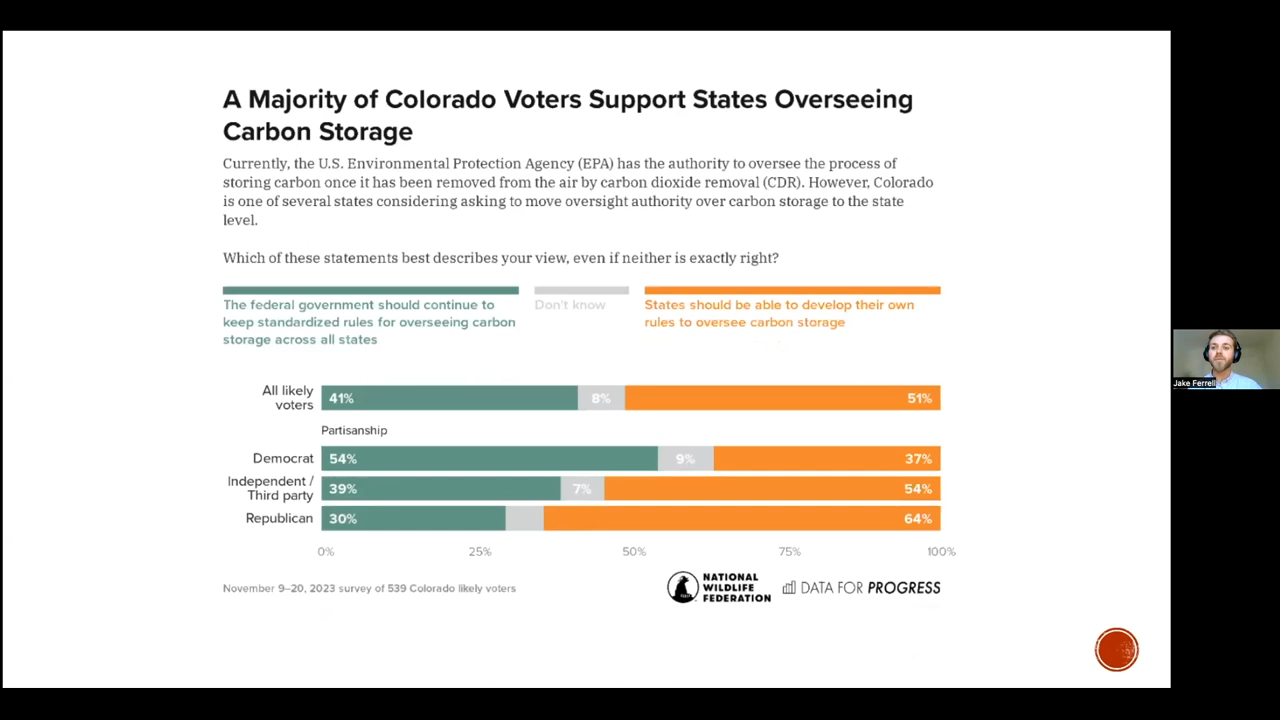 A Majority of Colorado Voters Support States Overseeing
Carbon Storage
Currently, the U.S. Environmental Protection Agency (EPA) has the authority to oversee the process of
storing carbon once it has been removed from the air by carbon dioxide removal (CDR). However, Colorado
is one of several states considering asking to move oversight authority over carbon storage to the state
level.
Which of these statements best describes your view, even if neither is exactly right?
The federal government should continue to
keep standardized rules for overseeing carbon
storage across all states
Don't know
States should be able to develop their own
rules to oversee carbon storage
All likely
voters
41%
8%
51%
Partisanship
Democrat
54%
9%
37%
Independent /
Third party
39%
7%
54%
Republican
30%
64%
0%
25%
50%
75%
100%
November 9–20, 2023 survey of 539 Colorado likely voters
NATIONAL
WILDLIFE
FEDERATION
DATA FOR PROGRESS
Jake Ferrell